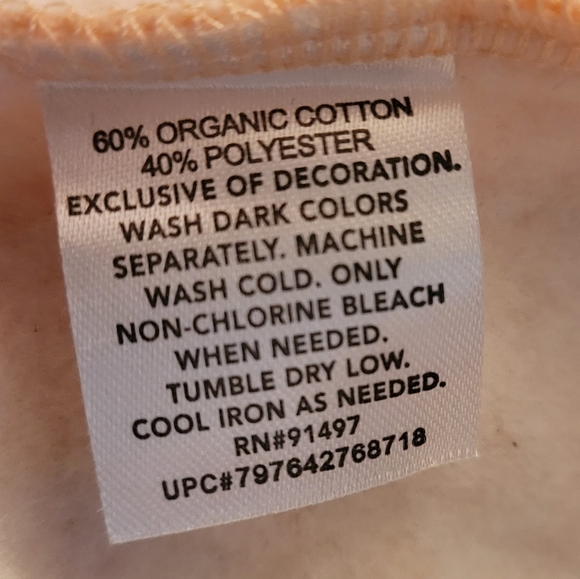 60% ORGANIC COTTON
40% POLYESTER
EXCLUSIVE OF DECORATION.
WASH DARK COLORS
SEPARATELY. MACHINE
WASH COLD. ONLY
NON-CHLORINE BLEACH
WHEN NEEDED.
TUMBLE DRY LOW.
COOL IRON AS NEEDED.
RN#91497
UPC#797642768718